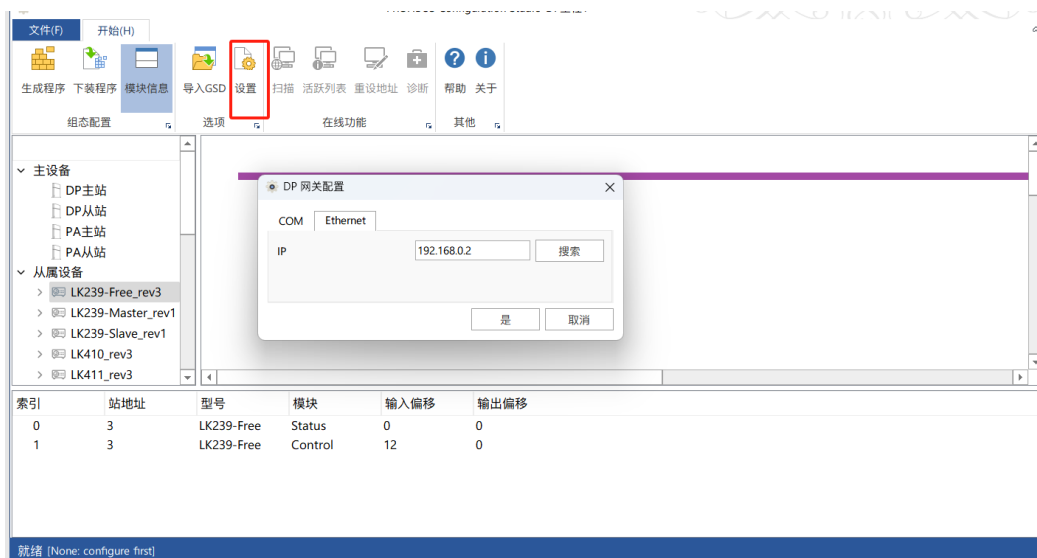 文件(F) 开始(H)
生成程序 下装程序 模块信息 导入GSD 设置 扫描 活跃列表 重设地址 诊断 帮助 关于
组态配置 选项 在线功能 其他
主设备
DP主站
DP从站
PA主站
PA从站
从属设备
LK239-Free_rev3
LK239-Master_rev1
LK239-Slave_rev1
LK410_rev3
LK411_rev3
DP 网关配置
COM Ethernet
IP 192.168.0.2 搜索
是 取消
索引 站地址 型号 模块 输入偏移 输出偏移
0 3 LK239-Free Status 0 0
1 3 LK239-Free Control 12 0
就绪 [None: configure first]